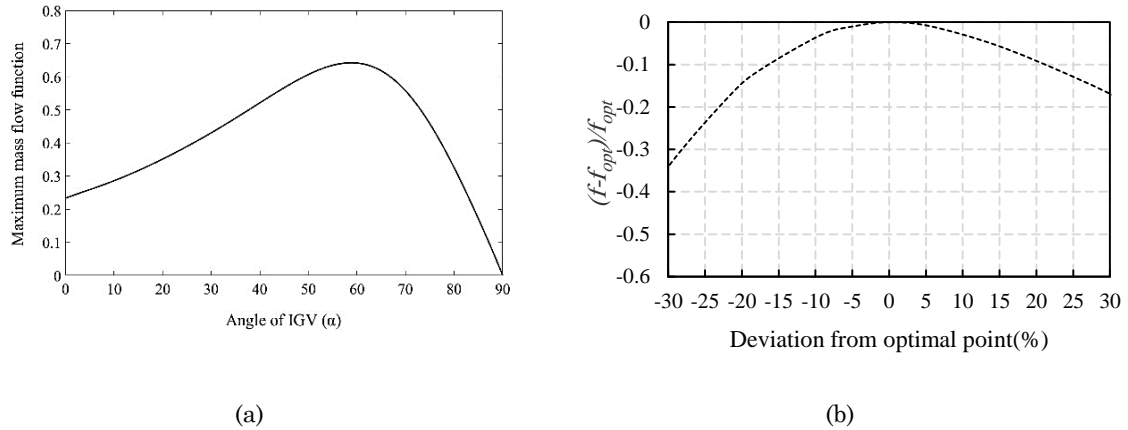 0.8
0.7
0.6
0.5
0.4
0.3
0.2
0.1
0
Maximum mass flow function
0 10 20 30 40 50 60 70 80 90
Angle of IGV (α)
(a)
0
-0.1
-0.2
-0.3
-0.4
-0.5
-0.6
(f-fopt)/fopt
-30 -25 -20 -15 -10 -5 0 5 10 15 20 25 30
Deviation from optimal point(%)
(b)